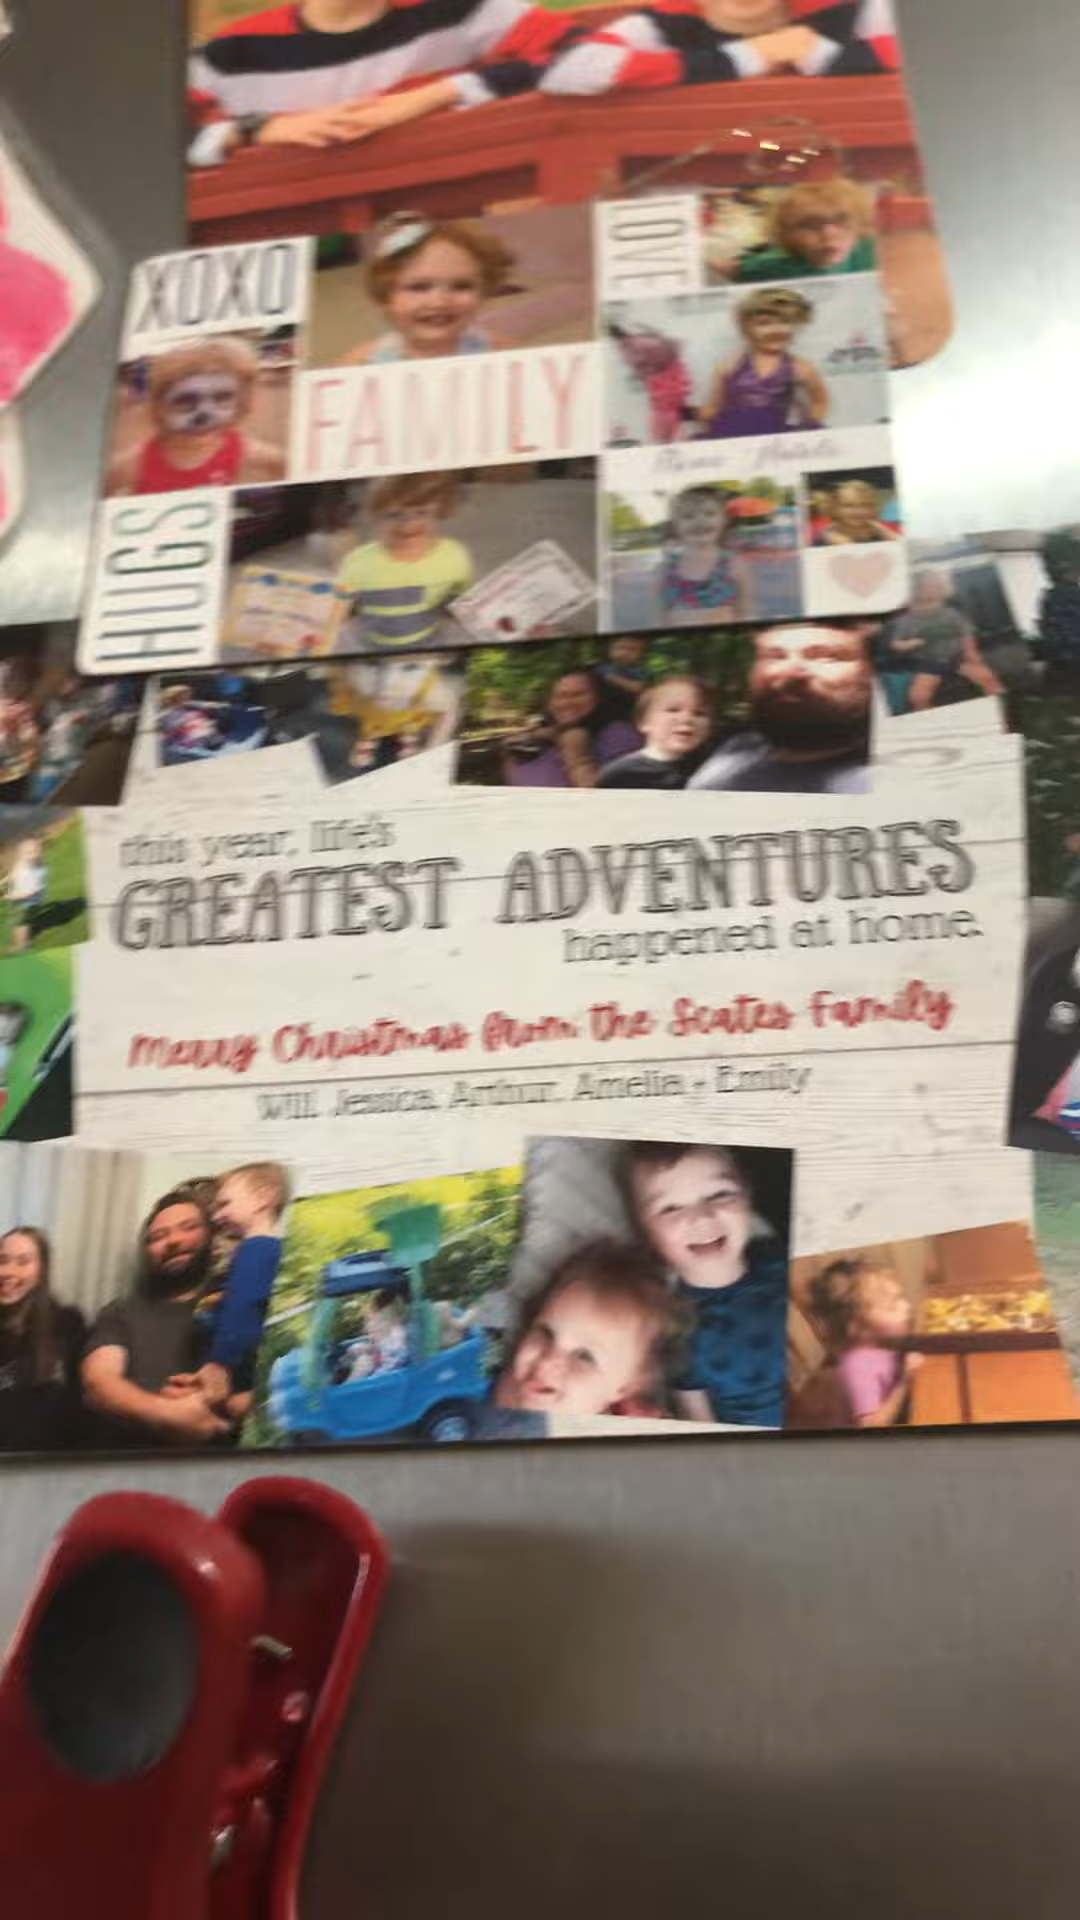 XOXO
LOVE
FAMILY
HUGS
this year, life's
GREATEST ADVENTURES
happened at home.
Merry Christmas from the Scates Family
Will, Jessica, Arthur, Amelia - Emily